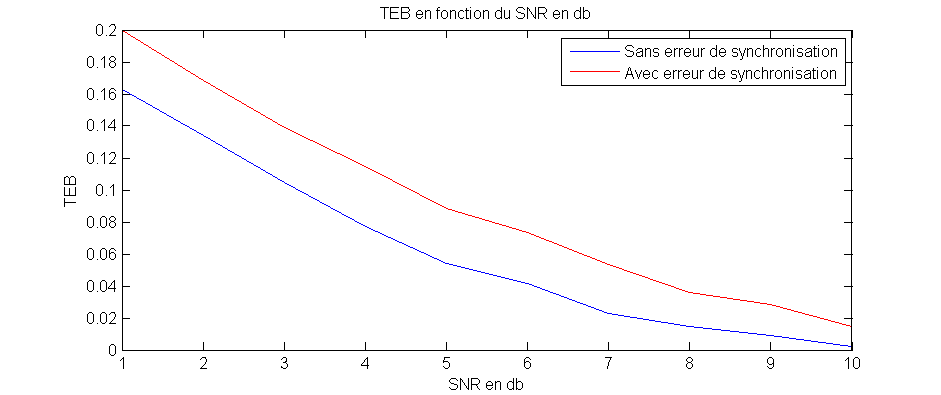 TEB en fonction du SNR en db
Sans erreur de synchronisation
Avec erreur de synchronisation
TEB
0.2
0.18
0.16
0.14
0.12
0.1
0.08
0.06
0.04
0.02
0
1 2 3 4 5 6 7 8 9 10
SNR en db